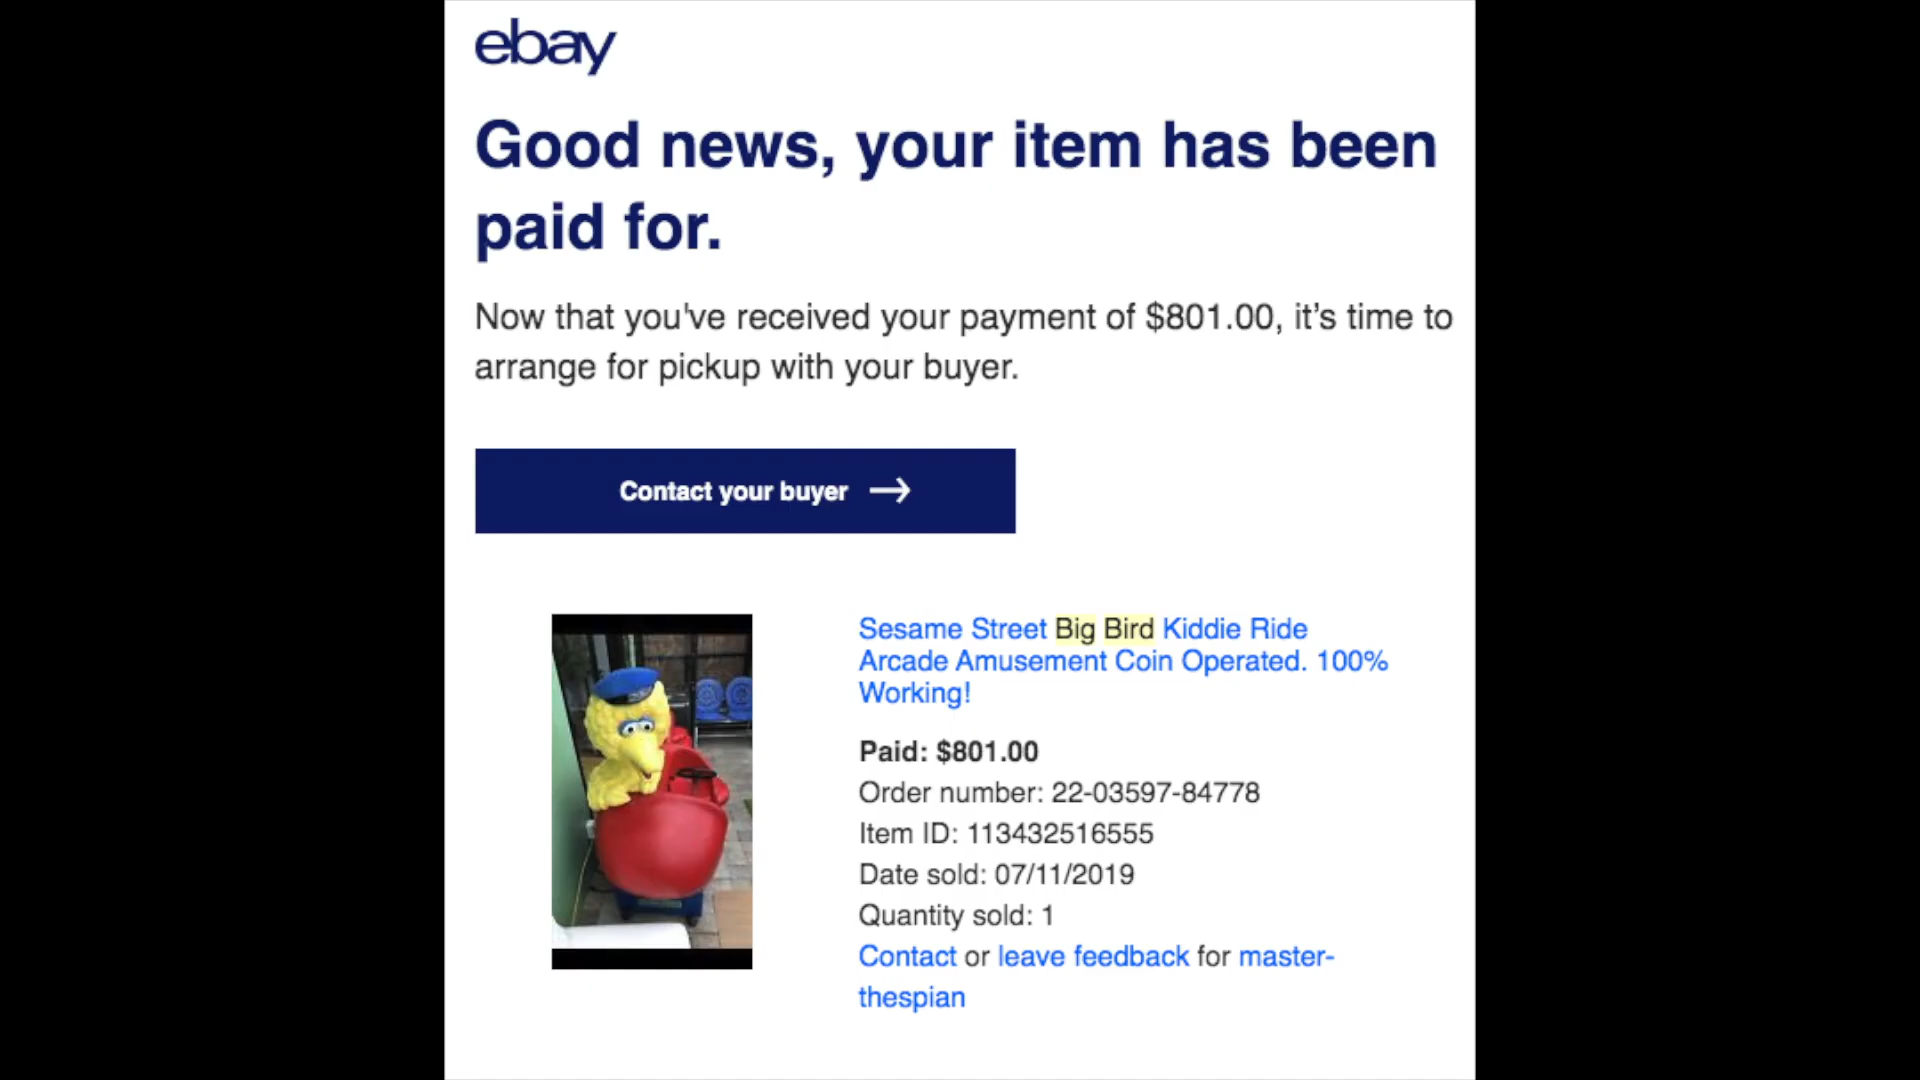 ebay
Good news, your item has been
paid for.
Now that you've received your payment of $801.00, it’s time to
arrange for pickup with your buyer.
Contact your buyer
Sesame Street Big Bird Kiddie Ride
Arcade Amusement Coin Operated. 100%
Working!
Paid: $801.00
Order number: 22-03597-84778
Item ID: 113432516555
Date sold: 07/11/2019
Quantity sold: 1
Contact or leave feedback for master-
thespian